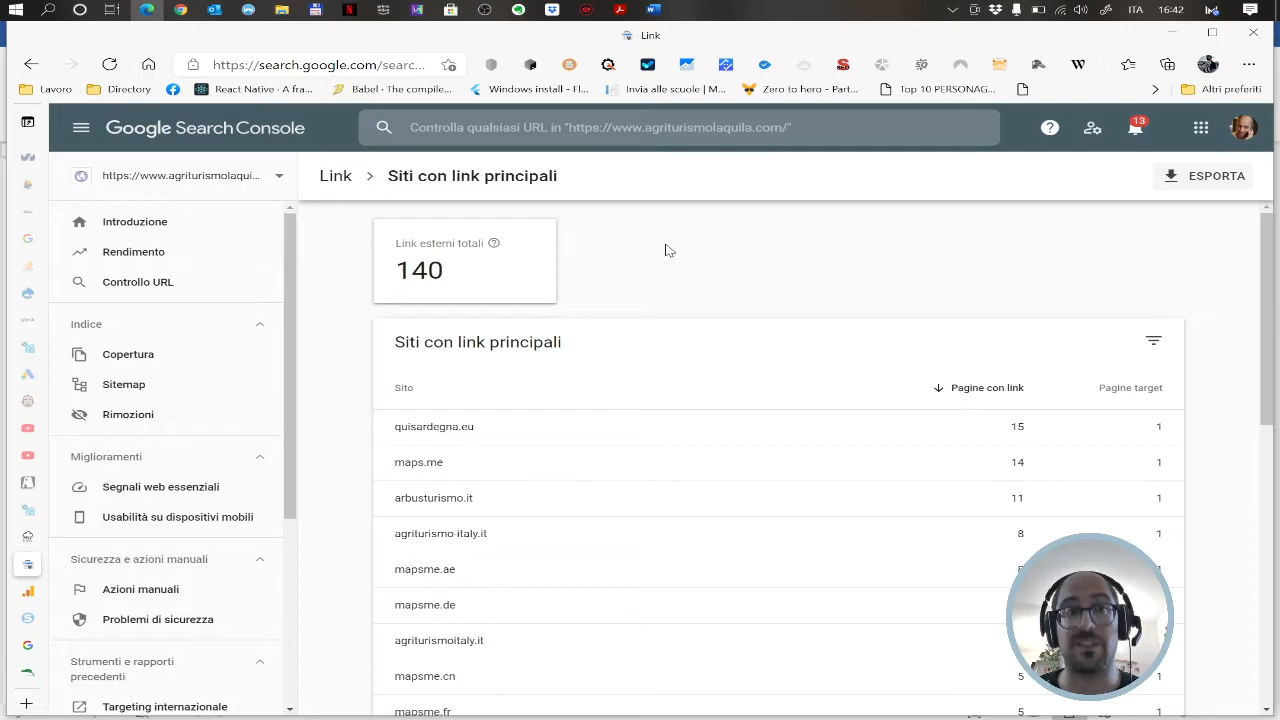 ITA
16:42
Link
https://search.google.com/searc...
Lavoro
Directory
React Native · A fra...
Babel · The compile...
Windows install - Fl...
Invia alle scuole | M...
Zero to hero - Part...
Top 10 PERSONAG...
Altri preferiti
Google Search Console
Controlla qualsiasi URL in "https://www.agriturismolaquila.com/"
13
https://www.agriturismolaqui...
Link
Siti con link principali
ESPORTA
Introduzione
Rendimento
Controllo URL
Indice
Copertura
Sitemap
Rimozioni
Miglioramenti
Segnali web essenziali
Usabilità su dispositivi mobili
Sicurezza e azioni manuali
Azioni manuali
Problemi di sicurezza
Strumenti e rapporti
precedenti
Targeting internazionale
Link esterni totali
140
Siti con link principali
Sito
Pagine con link
Pagine target
quisardegna.eu 15 1
maps.me 14 1
arbusturismo.it 11 1
agriturismo-italy.it 8 1
mapsme.ae
mapsme.de
agriturismoitaly.it
mapsme.cn 5 1
mapsme.fr 5 1